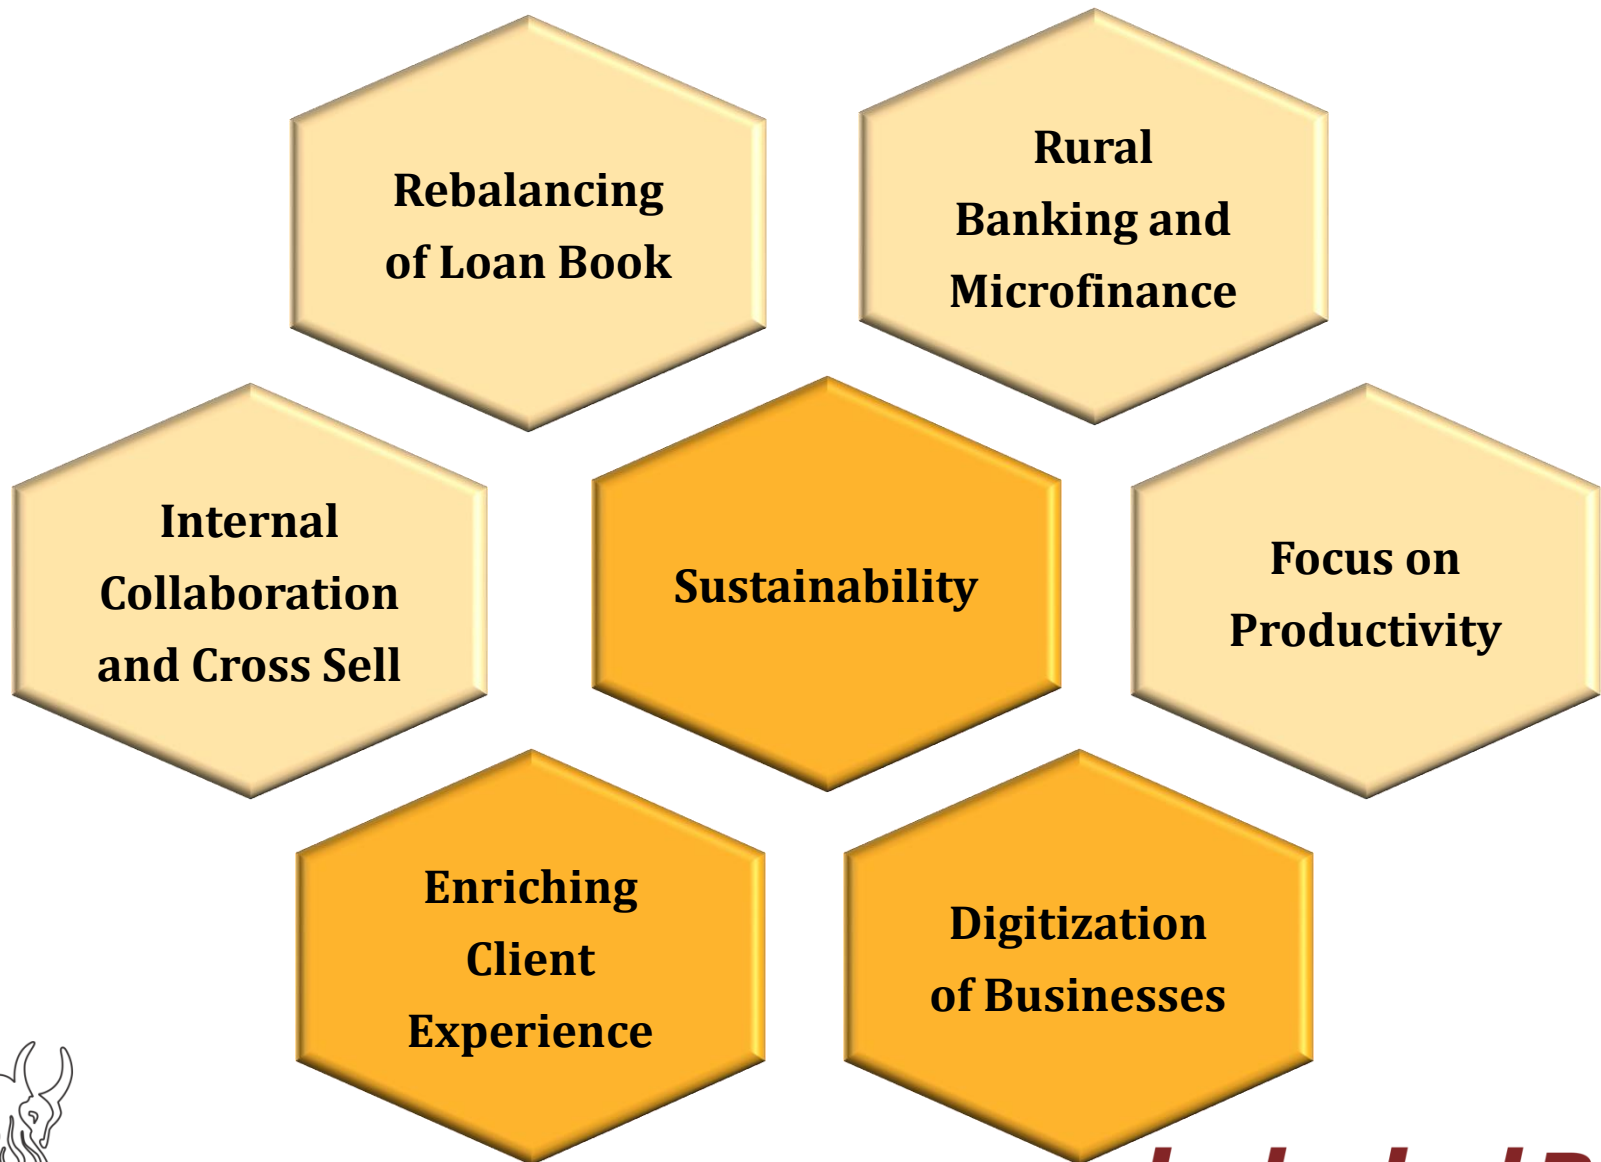 Rebalancing
of Loan Book
Rural
Banking and
Microfinance
Internal
Collaboration
and Cross Sell
Sustainability
Focus on
Productivity
Enriching
Client
Experience
Digitization
of Businesses